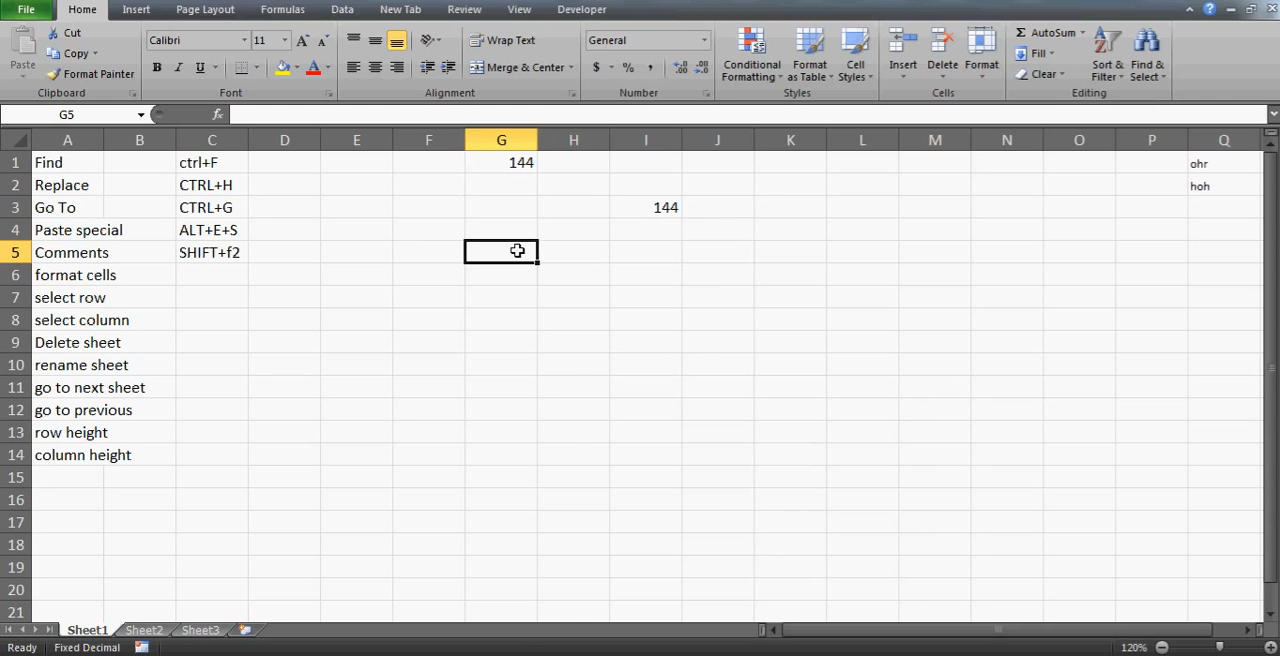 File Home Insert Page Layout Formulas Data New Tab Review View Developer
Cut Calibri 11 Wrap Text General AutoSum
Copy Fill
Paste Format Painter Merge & Center $ % , Conditional Formatting Format as Table Cell Styles Insert Delete Format Clear Sort & Filter Find & Select
Clipboard Font Alignment Number Styles Cells Editing
G5 fx
A B C D E F G H I J K L M N O P Q
1 Find ctrl+F 144 ohr
2 Replace CTRL+H hoh
3 Go To CTRL+G 144
4 Paste special ALT+E+S
5 Comments SHIFT+f2
6 format cells
7 select row
8 select column
9 Delete sheet
10 rename sheet
11 go to next sheet
12 go to previous
13 row height
14 column height
15
16
17
18
19
20
21
Sheet1 Sheet2 Sheet3
Ready Fixed Decimal 120%